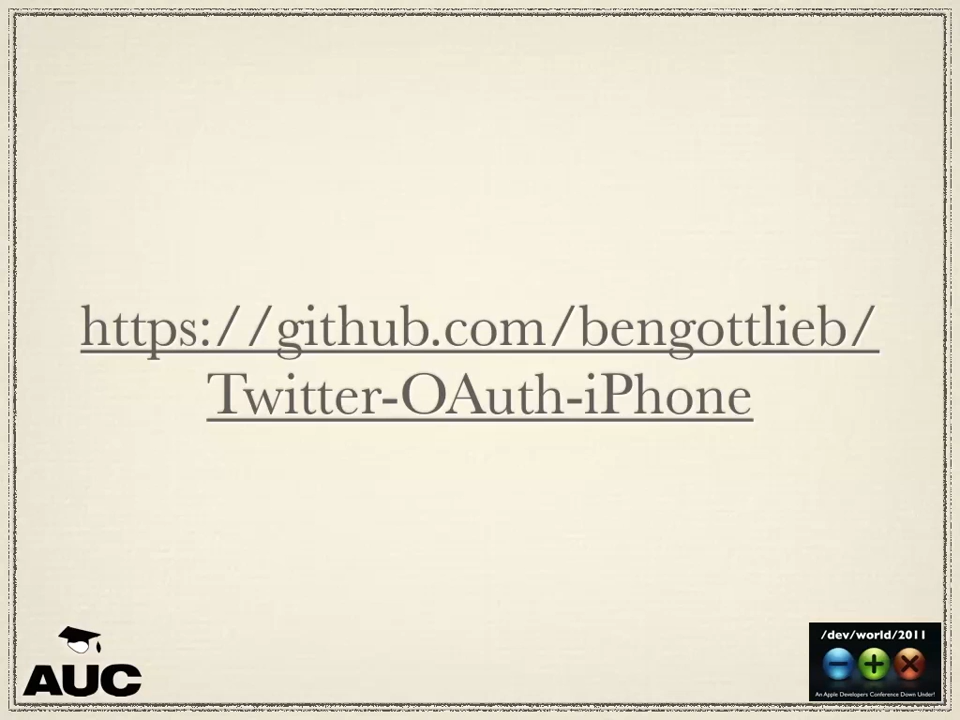 https://github.com/bengottlieb/
Twitter-OAuth-iPhone
AUC
/dev/world/2011
An Apple Developers Conference Down Under!